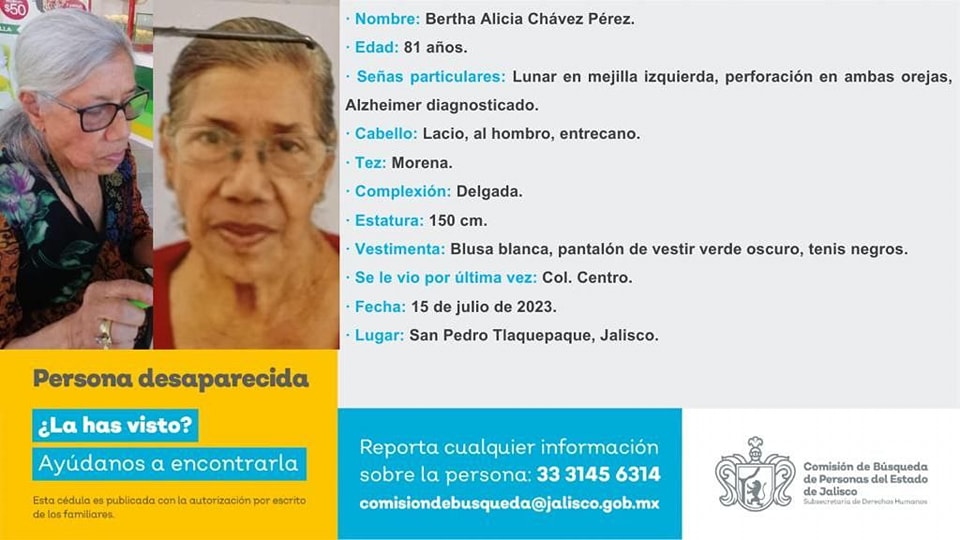 $50
· Nombre: Bertha Alicia Chávez Pérez.
· Edad: 81 años.
· Señas particulares: Lunar en mejilla izquierda, perforación en ambas orejas,
Alzheimer diagnosticado.
· Cabello: Lacio, al hombro, entrecano.
· Tez: Morena.
· Complexión: Delgada.
· Estatura: 150 cm.
· Vestimenta: Blusa blanca, pantalón de vestir verde oscuro, tenis negros.
· Se le vio por última vez: Col. Centro.
· Fecha: 15 de julio de 2023.
· Lugar: San Pedro Tlaquepaque, Jalisco.
Persona desaparecida
¿La has visto?
Ayúdanos a encontrarla
Esta cédula es publicada con la autorización por escrito
de los familiares.
Reporta cualquier información
sobre la persona: 33 3145 6314
comisiondebusqueda@jalisco.gob.mx
Comisión de Búsqueda
de Personas del Estado
de Jalisco
Subsecretaría de Derechos Humanos